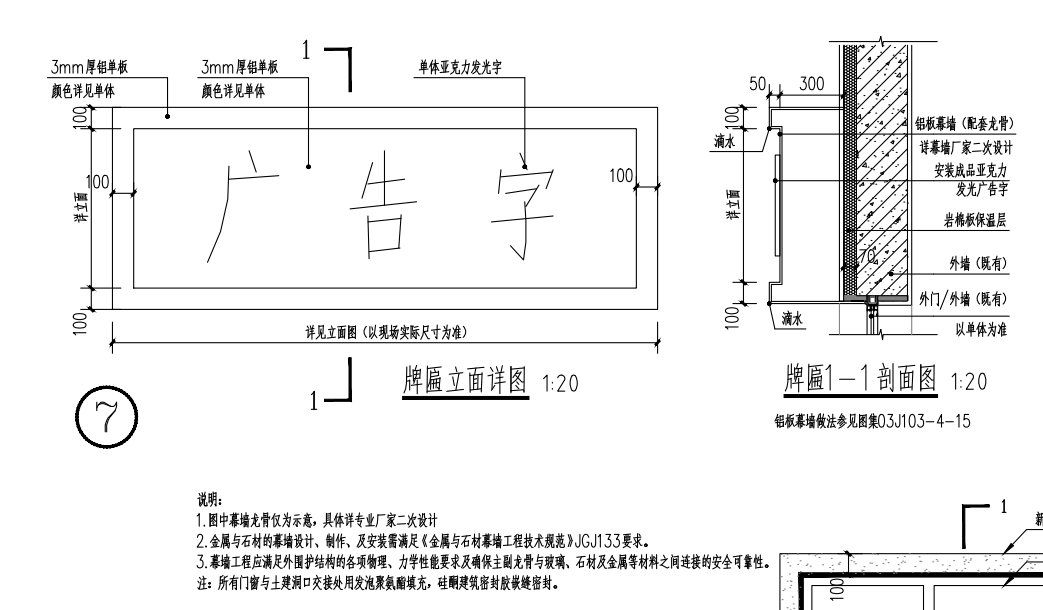 1
3mm厚铝单板
颜色详见单体
3mm厚铝单板
颜色详见单体
单体亚克力发光字
100
100
100
详立面
100
广告字
详见立面图（以现场实际尺寸为准）
1
牌匾立面详图 1:20
7
50
300
100
滴水
详立面
100
滴水
70
铝板幕墙（配套龙骨）
详幕墙厂家二次设计
安装成品亚克力
发光广告字
岩棉板保温层
外墙（既有）
外门/外墙（既有）
以单体为准
牌匾1-1剖面图 1:20
铝板幕墙做法参见图集03J103-4-15
说明：
1.图中幕墙龙骨仅为示意，具体详专业厂家二次设计
2.金属与石材的幕墙设计、制作、及安装需满足《金属与石材幕墙工程技术规范》JGJ133要求。
3.幕墙工程应满足外围护结构的各项物理、力学性能要求及确保主副龙骨与玻璃、石材及金属等材料之间连接的安全可靠性。
注：所有门窗与土建洞口交接处用发泡聚氨酯填充，硅酮建筑密封胶嵌缝密封。
1
新
100